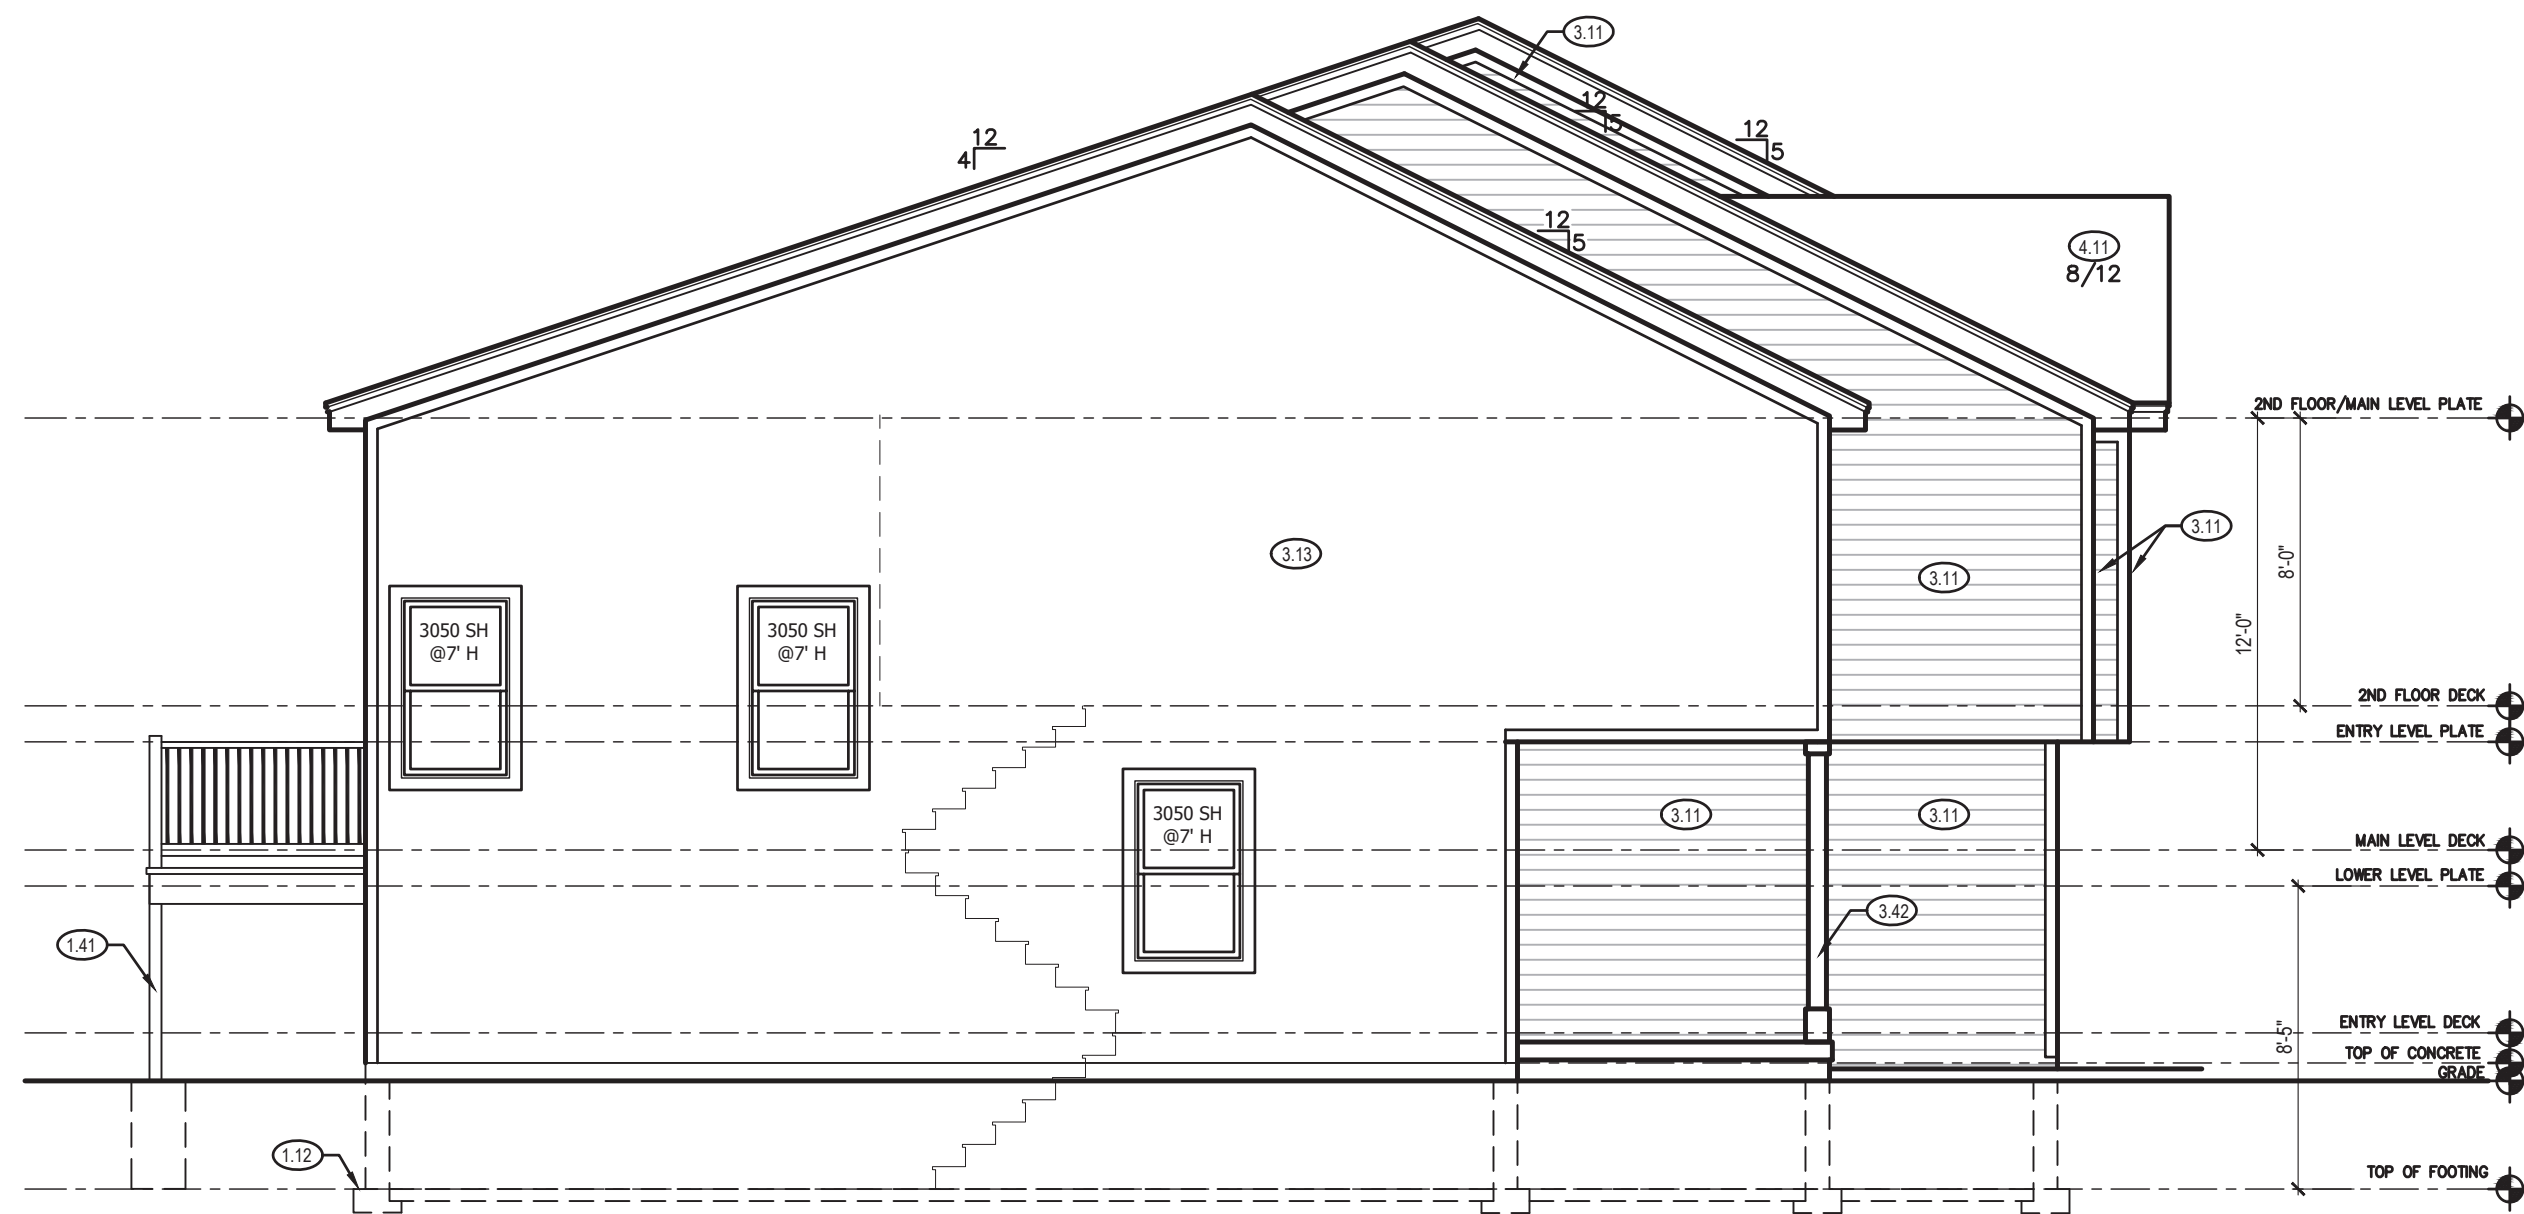 3.11
12
5
12
5
12
4
12
5
4.11
8/12
2ND FLOOR/MAIN LEVEL PLATE
3.11
3.13
8'-0"
3.11
12'-0"
3050 SH
@7' H
3050 SH
@7' H
2ND FLOOR DECK
ENTRY LEVEL PLATE
3050 SH
@7' H
3.11
3.11
MAIN LEVEL DECK
LOWER LEVEL PLATE
3.42
1.41
ENTRY LEVEL DECK
8'-5"
TOP OF CONCRETE
GRADE
1.12
TOP OF FOOTING